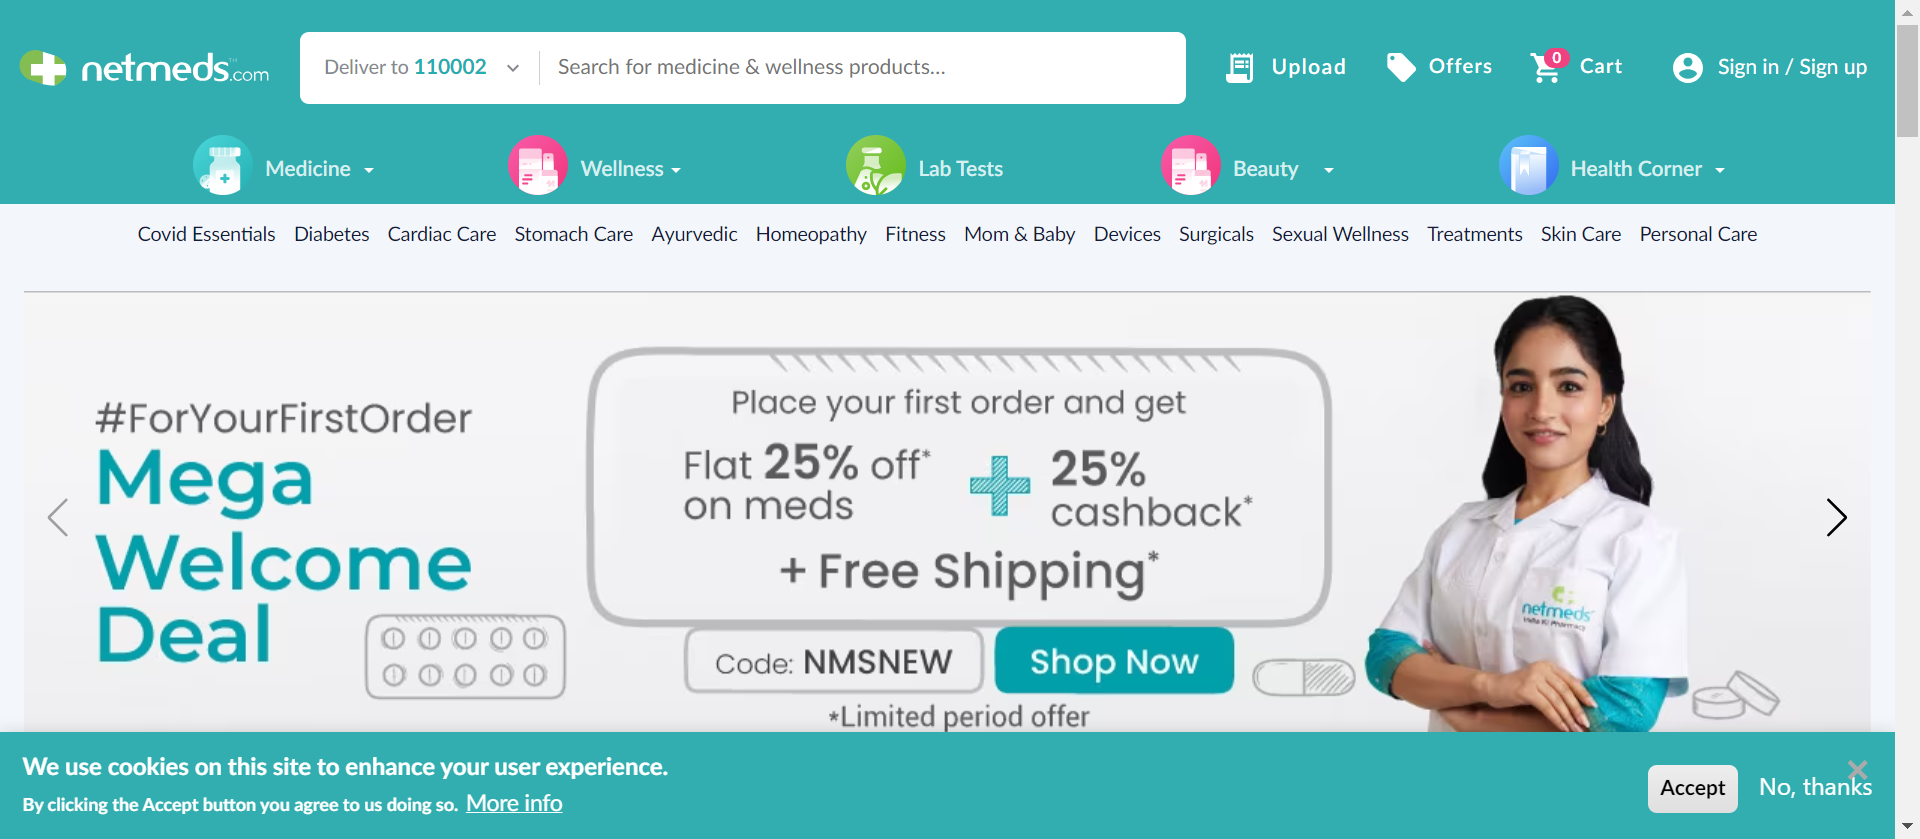 netmeds.com
Deliver to 110002
Search for medicine & wellness products...
Upload
Offers
0
Cart
Sign in / Sign up
Medicine
Wellness
Lab Tests
Beauty
Health Corner
Covid Essentials Diabetes Cardiac Care Stomach Care Ayurvedic Homeopathy Fitness Mom & Baby Devices Surgicals Sexual Wellness Treatments Skin Care Personal Care
#ForYourFirstOrder
Mega
Welcome
Deal
Place your first order and get
Flat 25% off*
on meds
25%
cashback*
+ Free Shipping*
Code: NMSNEW
Shop Now
*Limited period offer
netmeds
India Ki Pharmacy
We use cookies on this site to enhance your user experience.
By clicking the Accept button you agree to us doing so. More info
Accept
No, thanks